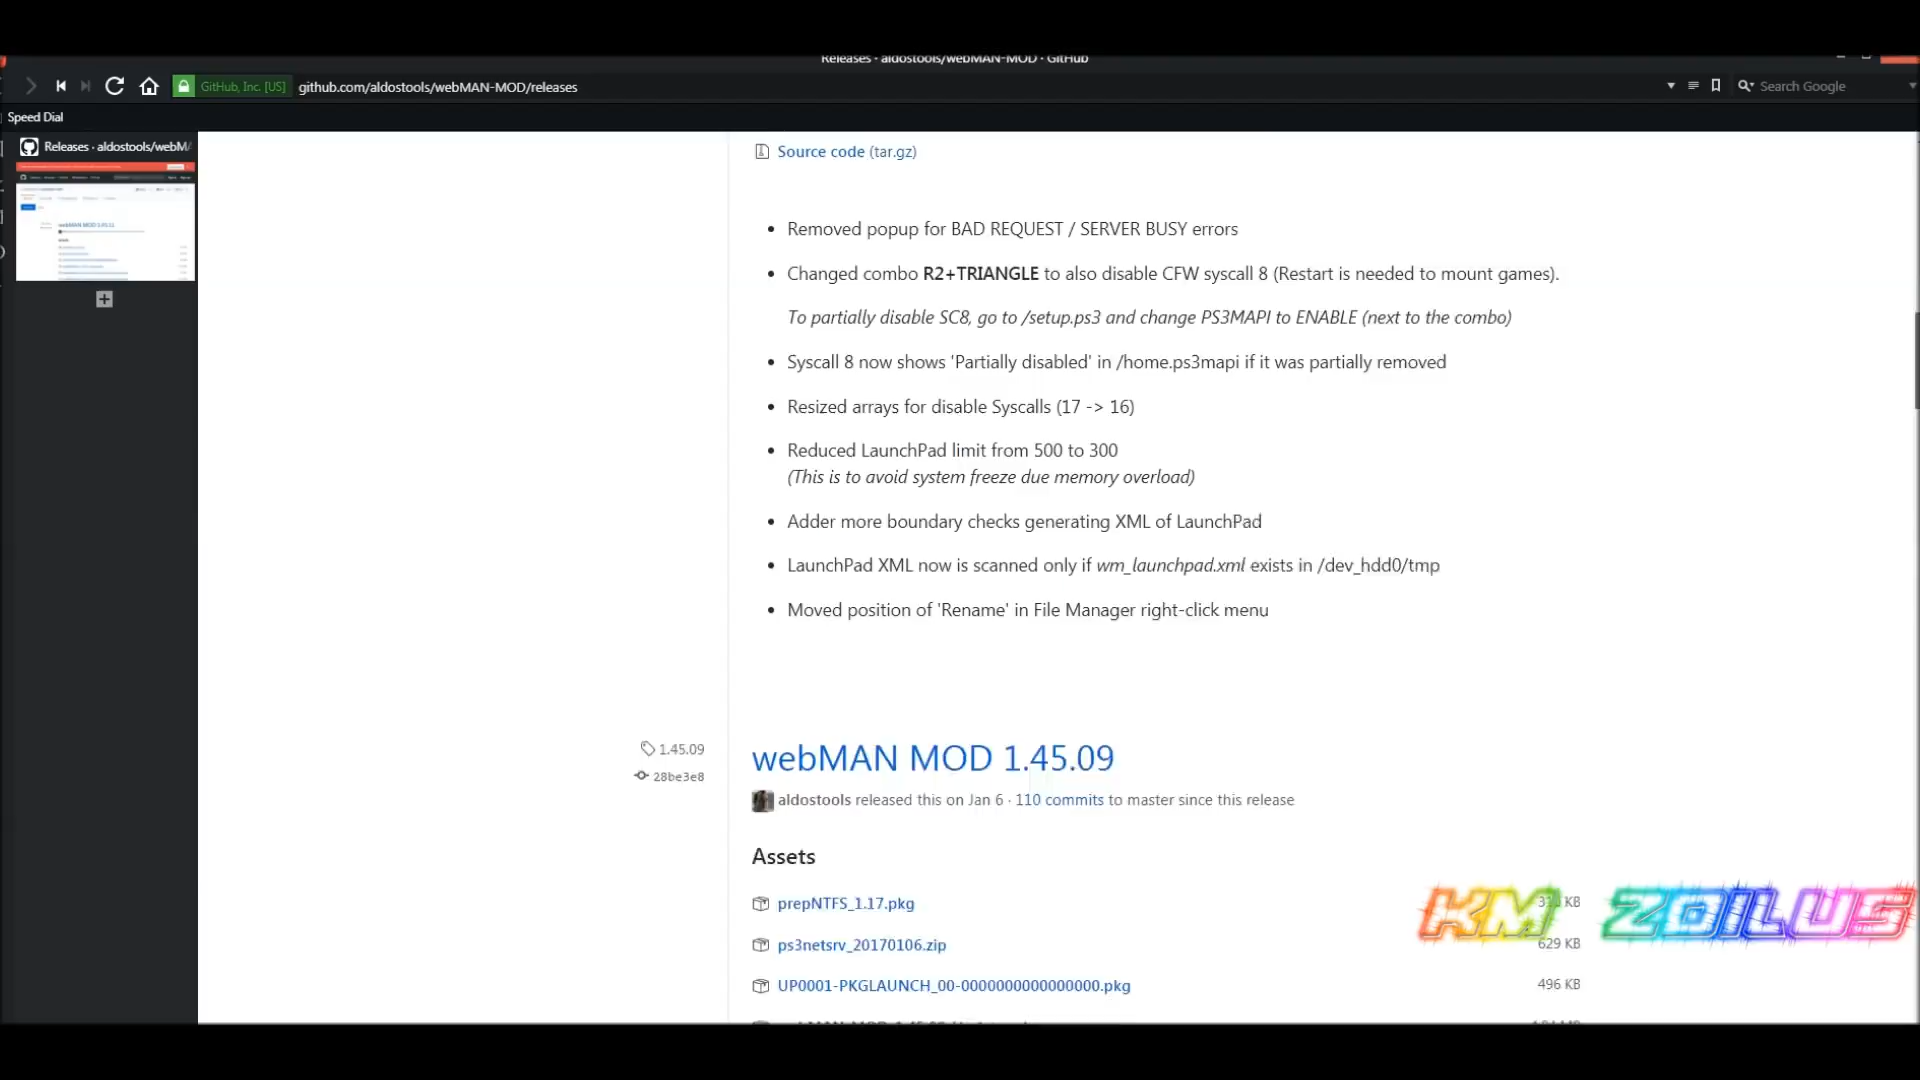 Releases · aldostools/webMAN-MOD · GitHub
GitHub, Inc. [US] github.com/aldostools/webMAN-MOD/releases
Search Google
Speed Dial
Releases · aldostools/webMA
Source code (tar.gz)
Removed popup for BAD REQUEST / SERVER BUSY errors
Changed combo R2+TRIANGLE to also disable CFW syscall 8 (Restart is needed to mount games).
To partially disable SC8, go to /setup.ps3 and change PS3MAPI to ENABLE (next to the combo)
Syscall 8 now shows 'Partially disabled' in /home.ps3mapi if it was partially removed
Resized arrays for disable Syscalls (17 -> 16)
Reduced LaunchPad limit from 500 to 300
(This is to avoid system freeze due memory overload)
Adder more boundary checks generating XML of LaunchPad
LaunchPad XML now is scanned only if wm_launchpad.xml exists in /dev_hdd0/tmp
Moved position of 'Rename' in File Manager right-click menu
1.45.09
28be3e8
webMAN MOD 1.45.09
aldostools released this on Jan 6 · 110 commits to master since this release
Assets
prepNTFS_1.17.pkg
KB
ps3netsrv_20170106.zip
629 KB
UP0001-PKGLAUNCH_00-0000000000000000.pkg
496 KB
KM ZOILUS